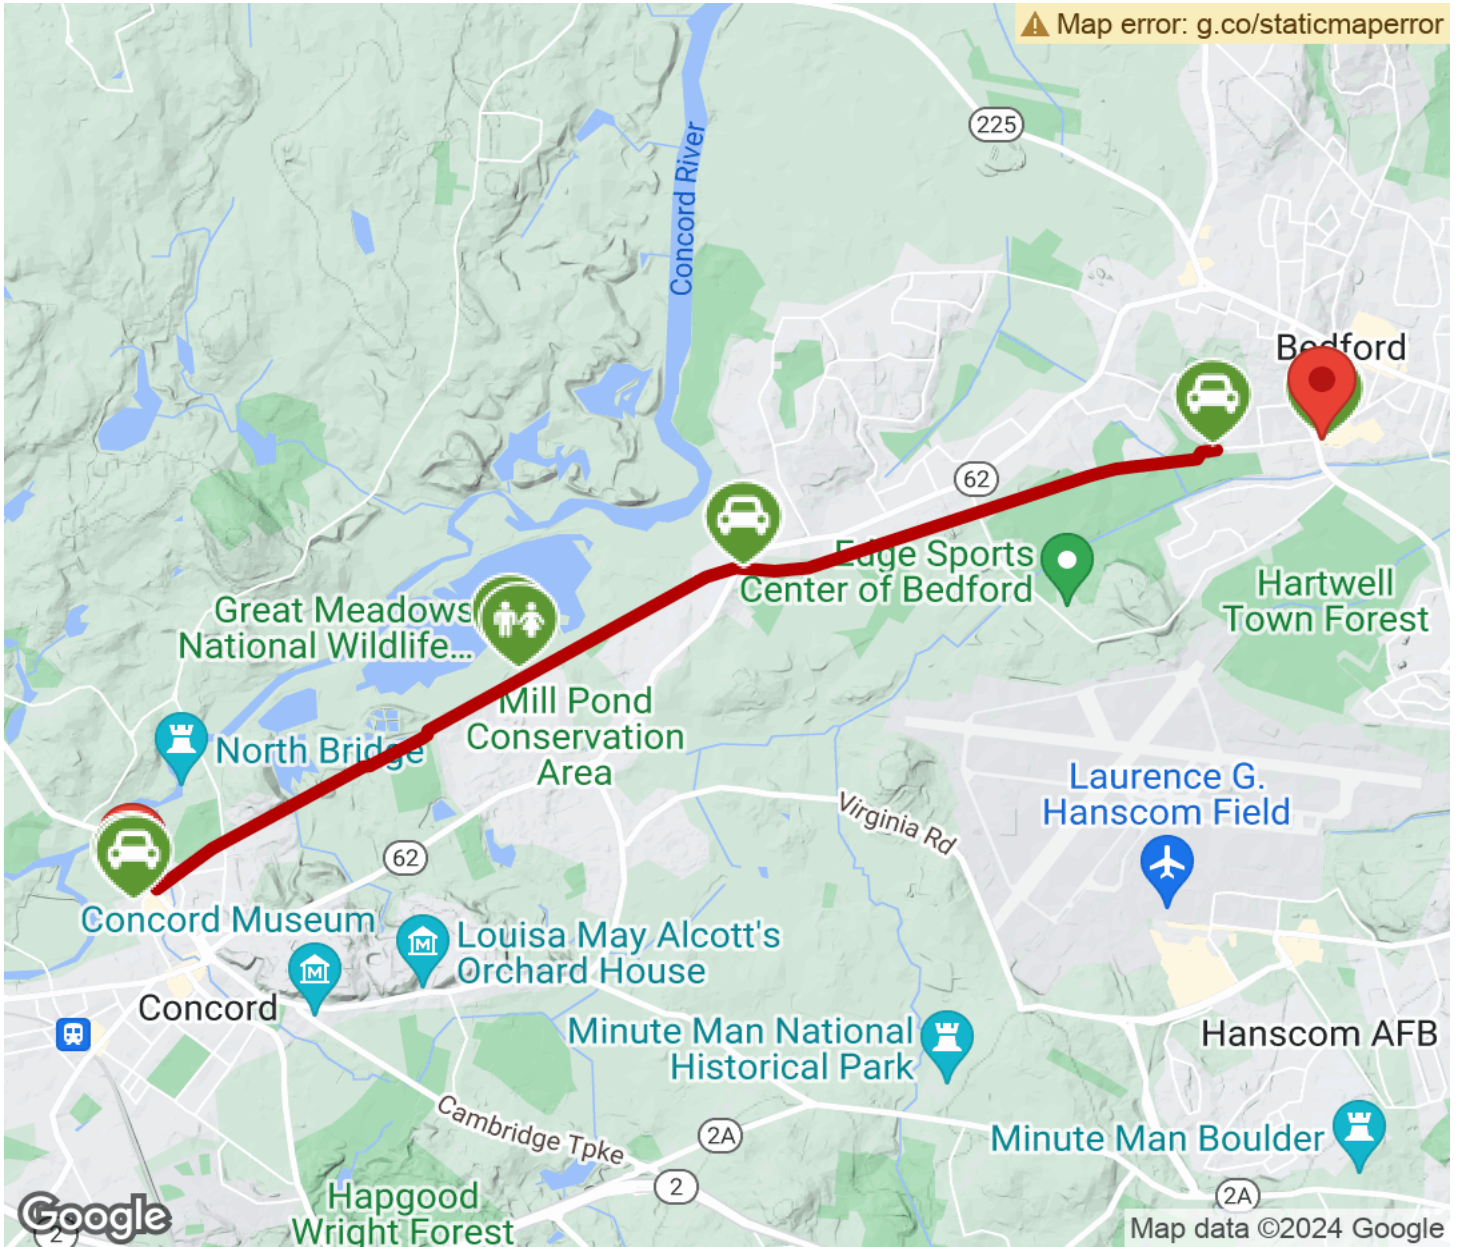 Map error: g.co/staticmaperror
225
Concord River
Bedford
62
Edge Sports
Center of Bedford
Hartwell
Town Forest
Great Meadows
National Wildlife...
Mill Pond
Conservation
Area
North Bridge
Laurence G.
Hanscom Field
Virginia Rd
62
Concord Museum
Louisa May Alcott's
Orchard House
Concord
Minute Man National
Historical Park
Hanscom AFB
Cambridge Tpke
2A
Minute Man Boulder
2
2A
Hapgood
Wright Forest
Google
2
Map data ©2024 Google